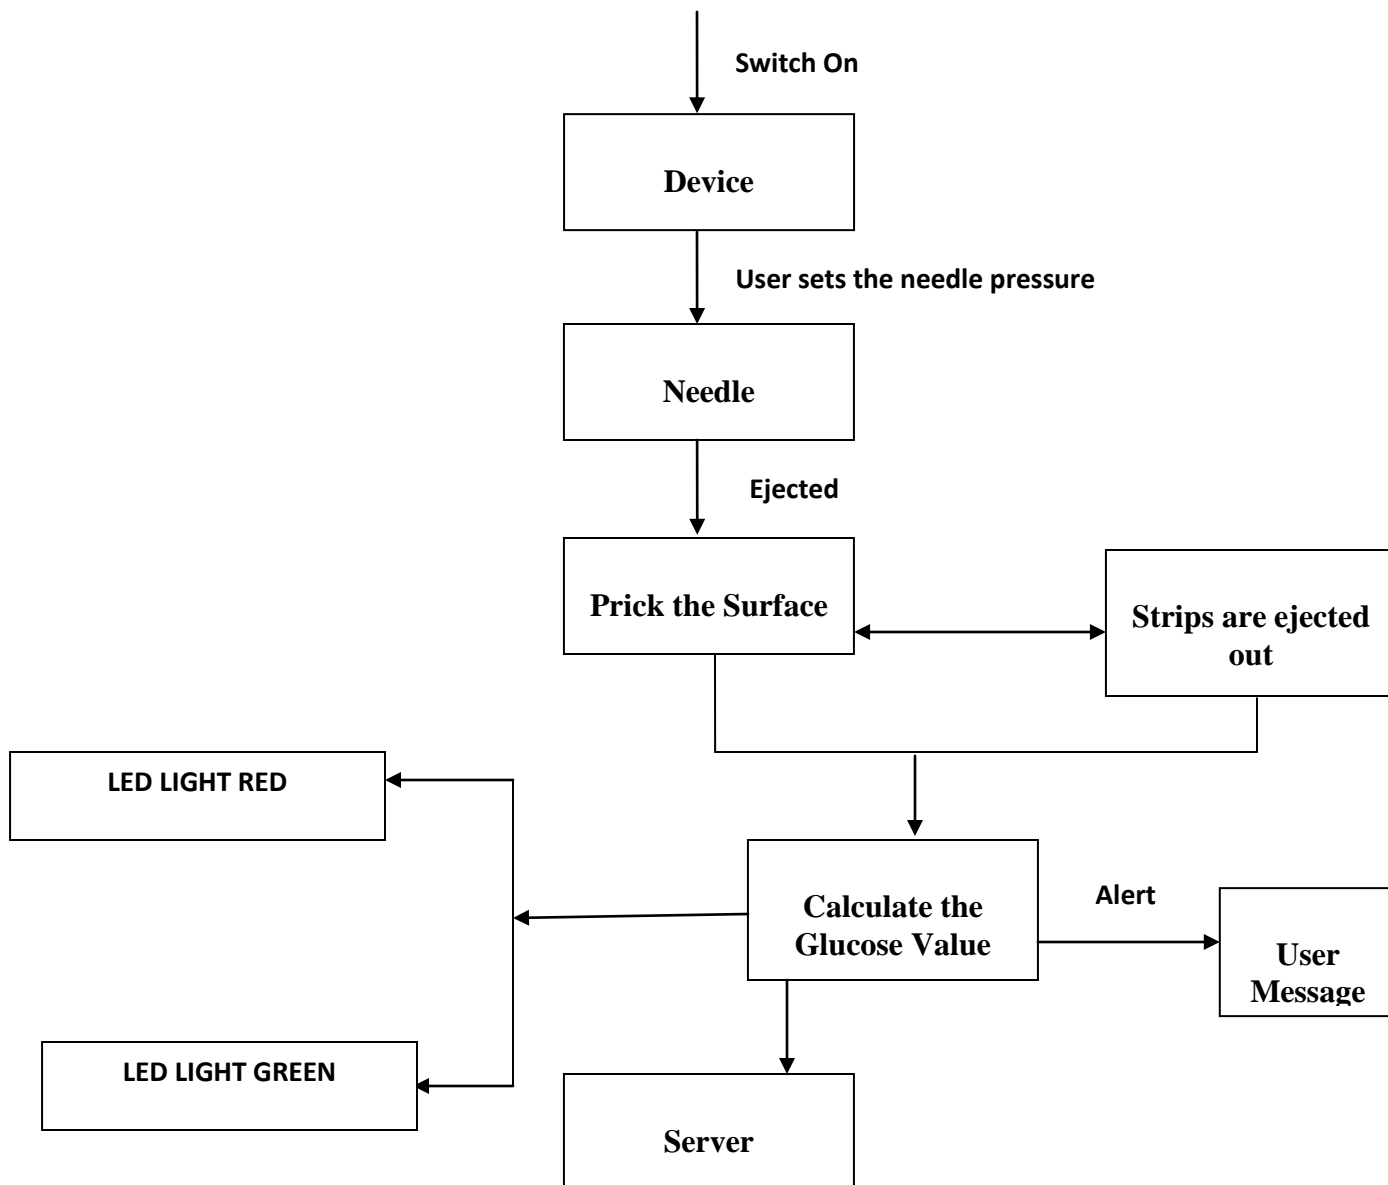 Switch On
Device
User sets the needle pressure
Needle
Ejected
Prick the Surface
Strips are ejected
out
LED LIGHT RED
Calculate the
Glucose Value
Alert
User
Message
LED LIGHT GREEN
Server